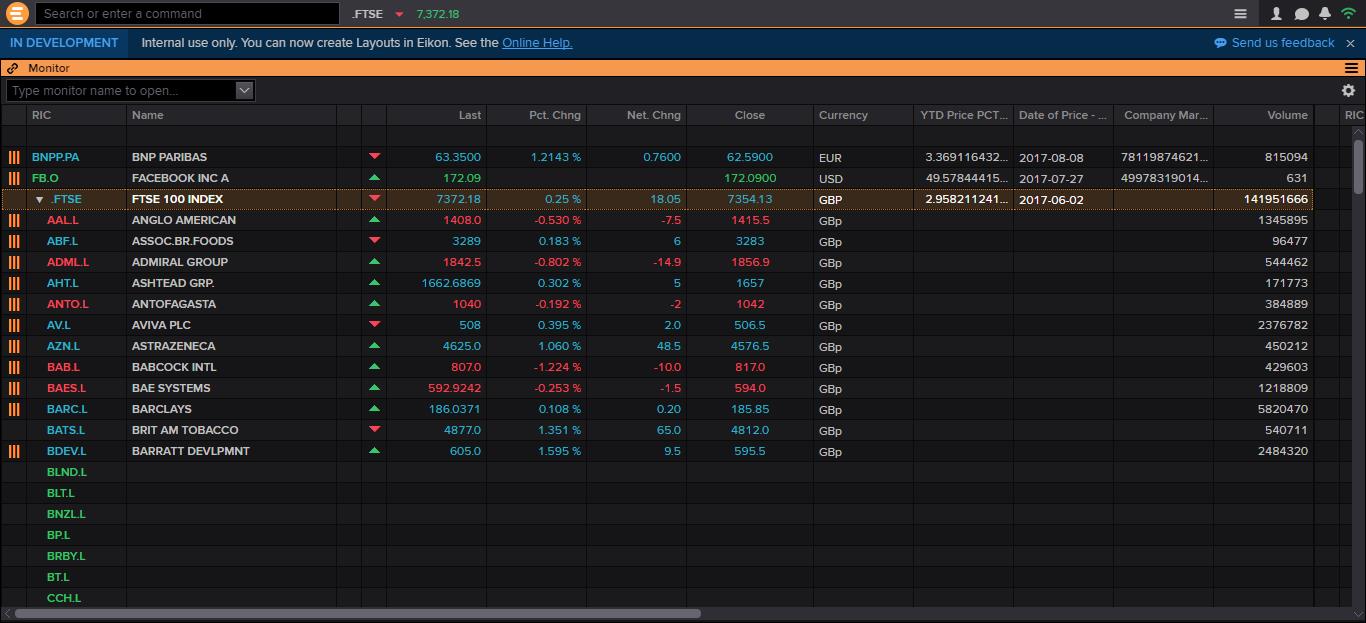 Search or enter a command .FTSE 7,372.18
IN DEVELOPMENT Internal use only. You can now create Layouts in Eikon. See the Online Help. Send us feedback
Monitor
Type monitor name to open...
RIC Name Last Pct. Chng Net. Chng Close Currency YTD Price PCT... Date of Price - ... Company Mar... Volume RIC
BNPP.PA BNP PARIBAS 63.3500 1.2143 % 0.7600 62.5900 EUR 3.369116432... 2017-08-08 78119874621... 815094
FB.O FACEBOOK INC A 172.09 172.0900 USD 49.57844415... 2017-07-27 49978319014... 631
.FTSE FTSE 100 INDEX 7372.18 0.25 % 18.05 7354.13 GBP 2.958211241... 2017-06-02 141951666
AAL.L ANGLO AMERICAN 1408.0 -0.530 % -7.5 1415.5 GBp 1345895
ABF.L ASSOC.BR.FOODS 3289 0.183 % 6 3283 GBp 96477
ADML.L ADMIRAL GROUP 1842.5 -0.802 % -14.9 1856.9 GBp 544462
AHT.L ASHTEAD GRP. 1662.6869 0.302 % 5 1657 GBp 171773
ANTO.L ANTOFAGASTA 1040 -0.192 % -2 1042 GBp 384889
AV.L AVIVA PLC 508 0.395 % 2.0 506.5 GBp 2376782
AZN.L ASTRAZENECA 4625.0 1.060 % 48.5 4576.5 GBp 450212
BAB.L BABCOCK INTL 807.0 -1.224 % -10.0 817.0 GBp 429603
BAES.L BAE SYSTEMS 592.9242 -0.253 % -1.5 594.0 GBp 1218809
BARC.L BARCLAYS 186.0371 0.108 % 0.20 185.85 GBp 5820470
BATS.L BRIT AM TOBACCO 4877.0 1.351 % 65.0 4812.0 GBp 540711
BDEV.L BARRATT DEVLPMNT 605.0 1.595 % 9.5 595.5 GBp 2484320
BLND.L
BLT.L
BNZL.L
BP.L
BRBY.L
BT.L
CCH.L